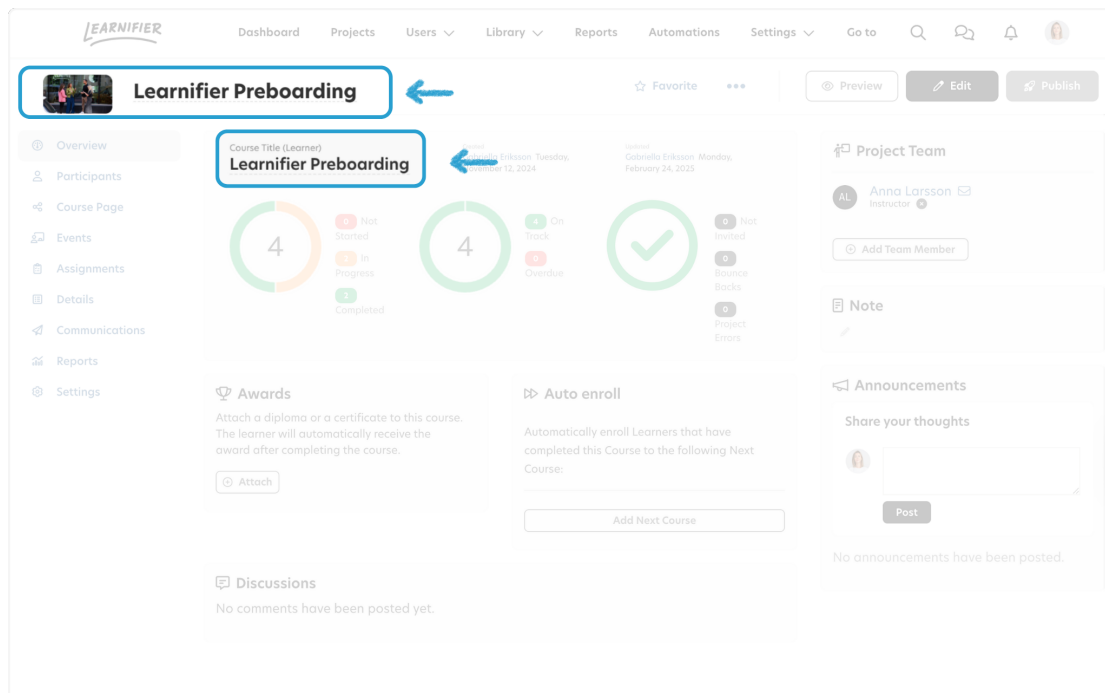 LEARNIFIER
Dashboard Projects Users Library Reports Automations Settings Go to
Learnifier Preboarding
Favorite Preview Edit Publish
Overview
Participants
Course Page
Events
Assignments
Details
Communications
Reports
Settings
Course Title (Learner)
Learnifier Preboarding
Gabriella Eriksson Tuesday,
November 12, 2024
Updated
Gabriella Eriksson Monday,
February 24, 2025
4
0 Not
Started
2 In
Progress
2
Completed
4
4 On
Track
0
Overdue
0 Not
Invited
0
Bounce
Backs
0
Project
Errors
Project Team
AL Anna Larsson
Instructor
Add Team Member
Note
Awards
Attach a diploma or a certificate to this course.
The learner will automatically receive the
award after completing the course.
Attach
Auto enroll
Automatically enroll Learners that have
completed this Course to the following Next
Course:
Add Next Course
Announcements
Share your thoughts
Post
No announcements have been posted.
Discussions
No comments have been posted yet.